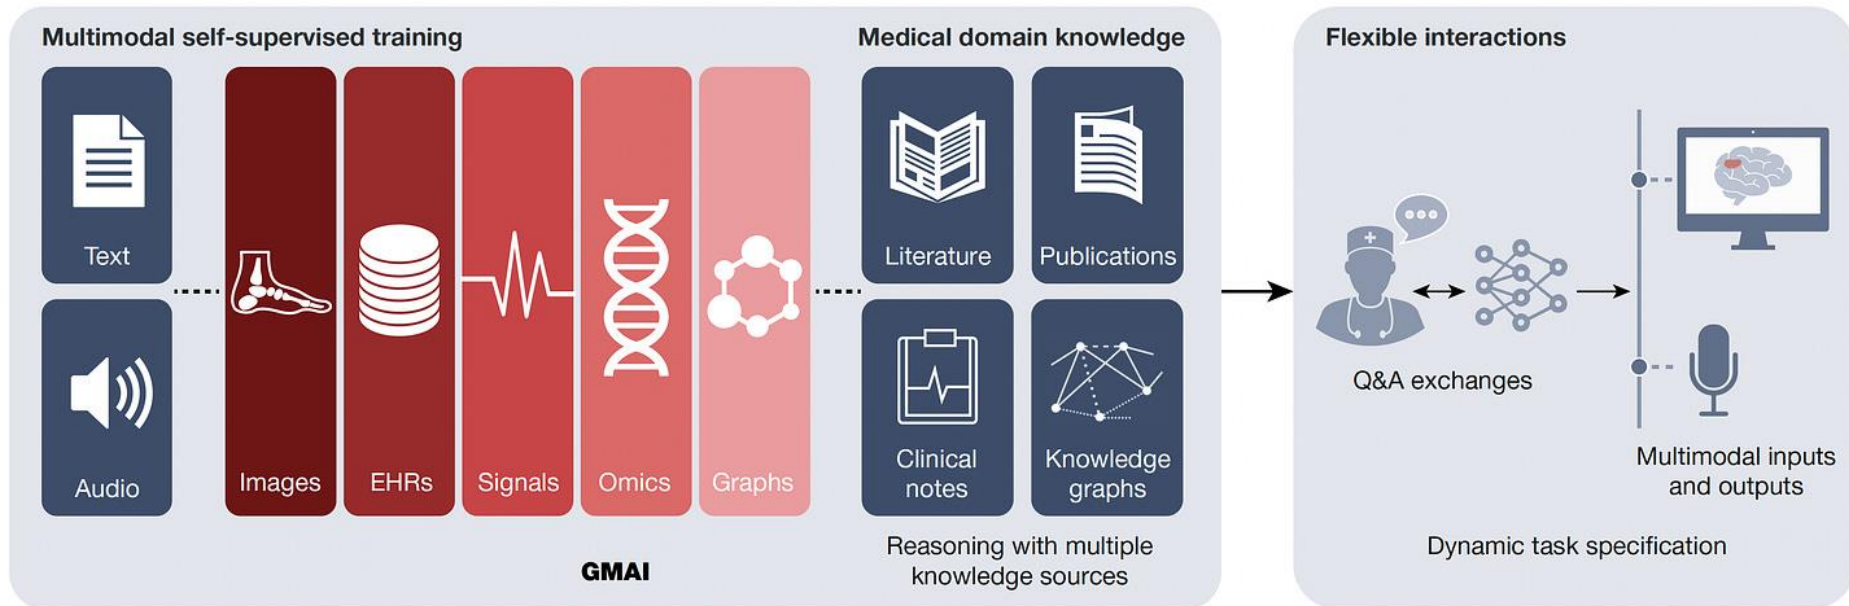 Multimodal self-supervised training
Text
Audio
Images
EHRs
Signals
Omics
Graphs
GMAI
Medical domain knowledge
Literature
Publications
Clinical
notes
Knowledge
graphs
Reasoning with multiple
knowledge sources
Flexible interactions
Q&A exchanges
Multimodal inputs
and outputs
Dynamic task specification